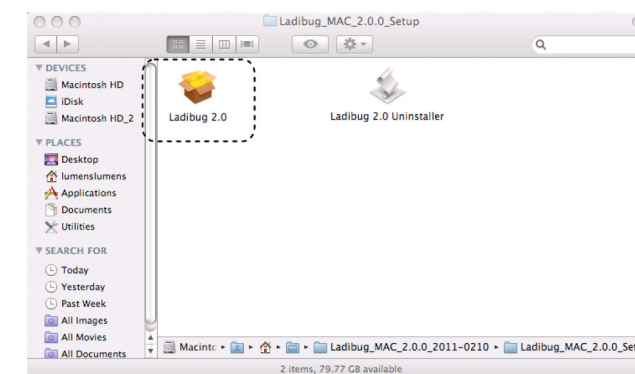 Ladibug_MAC_2.0.0_Setup
DEVICES
Macintosh HD
iDisk
Macintosh HD_2
PLACES
Desktop
lumenslumens
Applications
Documents
Utilities
SEARCH FOR
Today
Yesterday
Past Week
All Images
All Movies
All Documents
Ladibug 2.0
Ladibug 2.0 Uninstaller
Macintc ▸ ▸ ▸ ▸ Ladibug_MAC_2.0.0_2011-0210 ▸ Ladibug_MAC_2.0.0_Set
2 items, 79.77 GB available